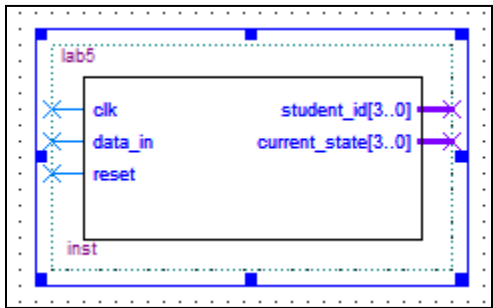 lab5
clk student_id[3..0]
data_in current_state[3..0]
reset
inst